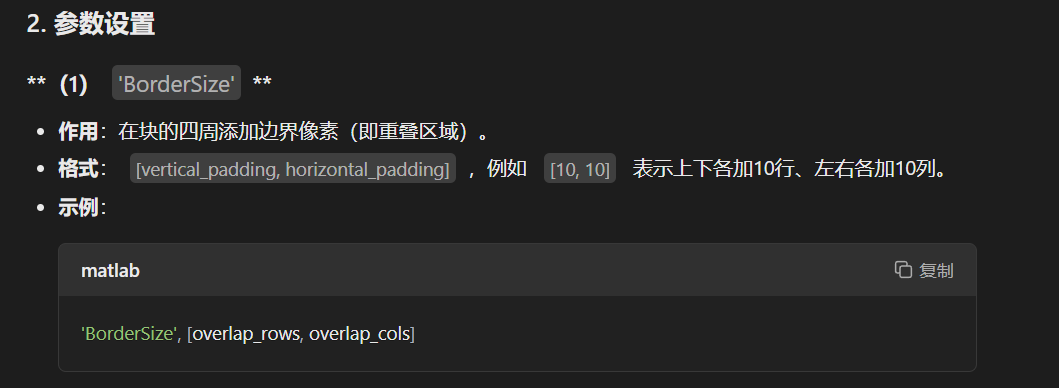 2. 参数设置
** (1) 'BorderSize' **
作用：在块的四周添加边界像素（即重叠区域）。
格式： [vertical_padding, horizontal_padding] ，例如 [10, 10] 表示上下各加10行、左右各加10列。
示例：
matlab 复制
'BorderSize', [overlap_rows, overlap_cols]